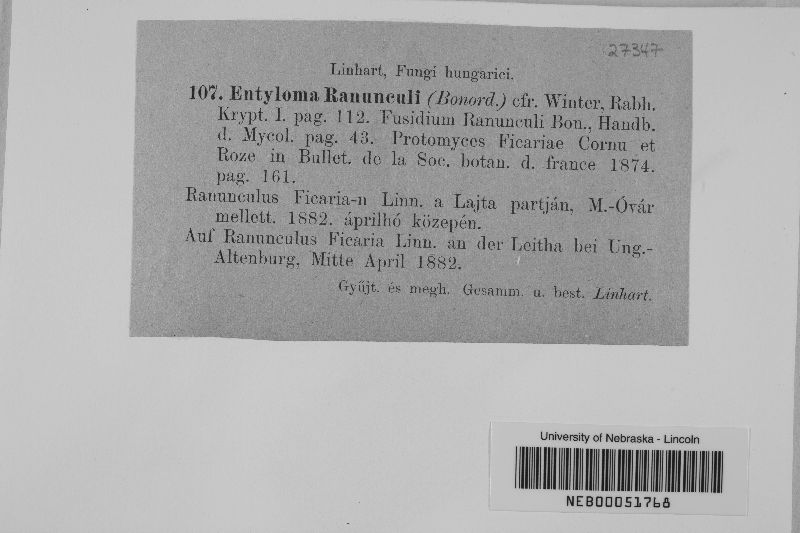 27347
Linhart, Fungi hungarici.
107. Entyloma Ranunculi (Bonord.) cfr. Winter, Rabh.
Krypt. I. pag. 112. Fusidium Ranunculi Bon., Handb.
d. Mycol. pag. 43. Protomyces Ficariae Cornu et
Roze in Bullet. de la Soc. botan. d. france 1874.
pag. 161.
Ranunculus Ficaria-n Linn. a Lajta partján, M.-Óvár
mellett. 1882. áprilhó közepén.
Auf Ranunculus Ficaria Linn. an der Leitha bei Ung.-
Altenburg, Mitte April 1882.
Gyűjt. és megh. Gesamm. u. best. Linhart.
University of Nebraska - Lincoln
NEB00051768